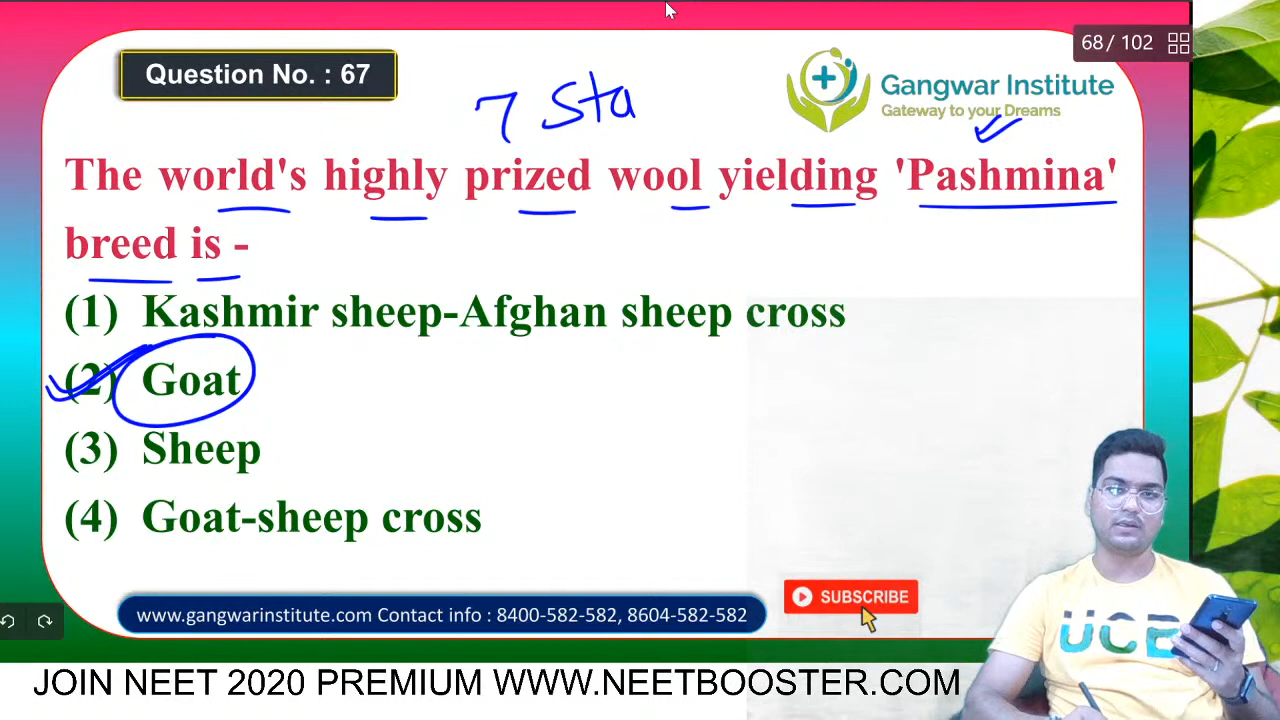 68 / 102
Question No. : 67
Gangwar Institute
Gateway to your Dreams
7 Sta
The world's highly prized wool yielding 'Pashmina'
breed is -
(1) Kashmir sheep-Afghan sheep cross
(2) Goat
(3) Sheep
(4) Goat-sheep cross
SUBSCRIBE
www.gangwarinstitute.com Contact info : 8400-582-582, 8604-582-582
UCB
JOIN NEET 2020 PREMIUM WWW.NEETBOOSTER.COM